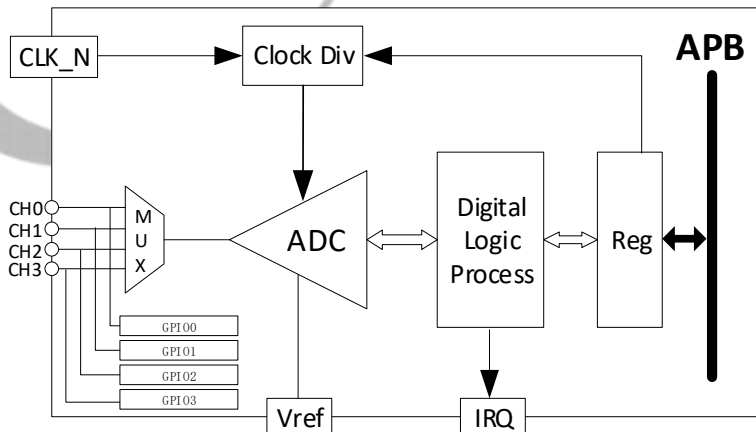 CLK_N
Clock Div
APB
CH0
CH1
CH2
CH3
M
U
X
ADC
Digital
Logic
Process
Reg
GPIO0
GPIO1
GPIO2
GPIO3
Vref
IRQ